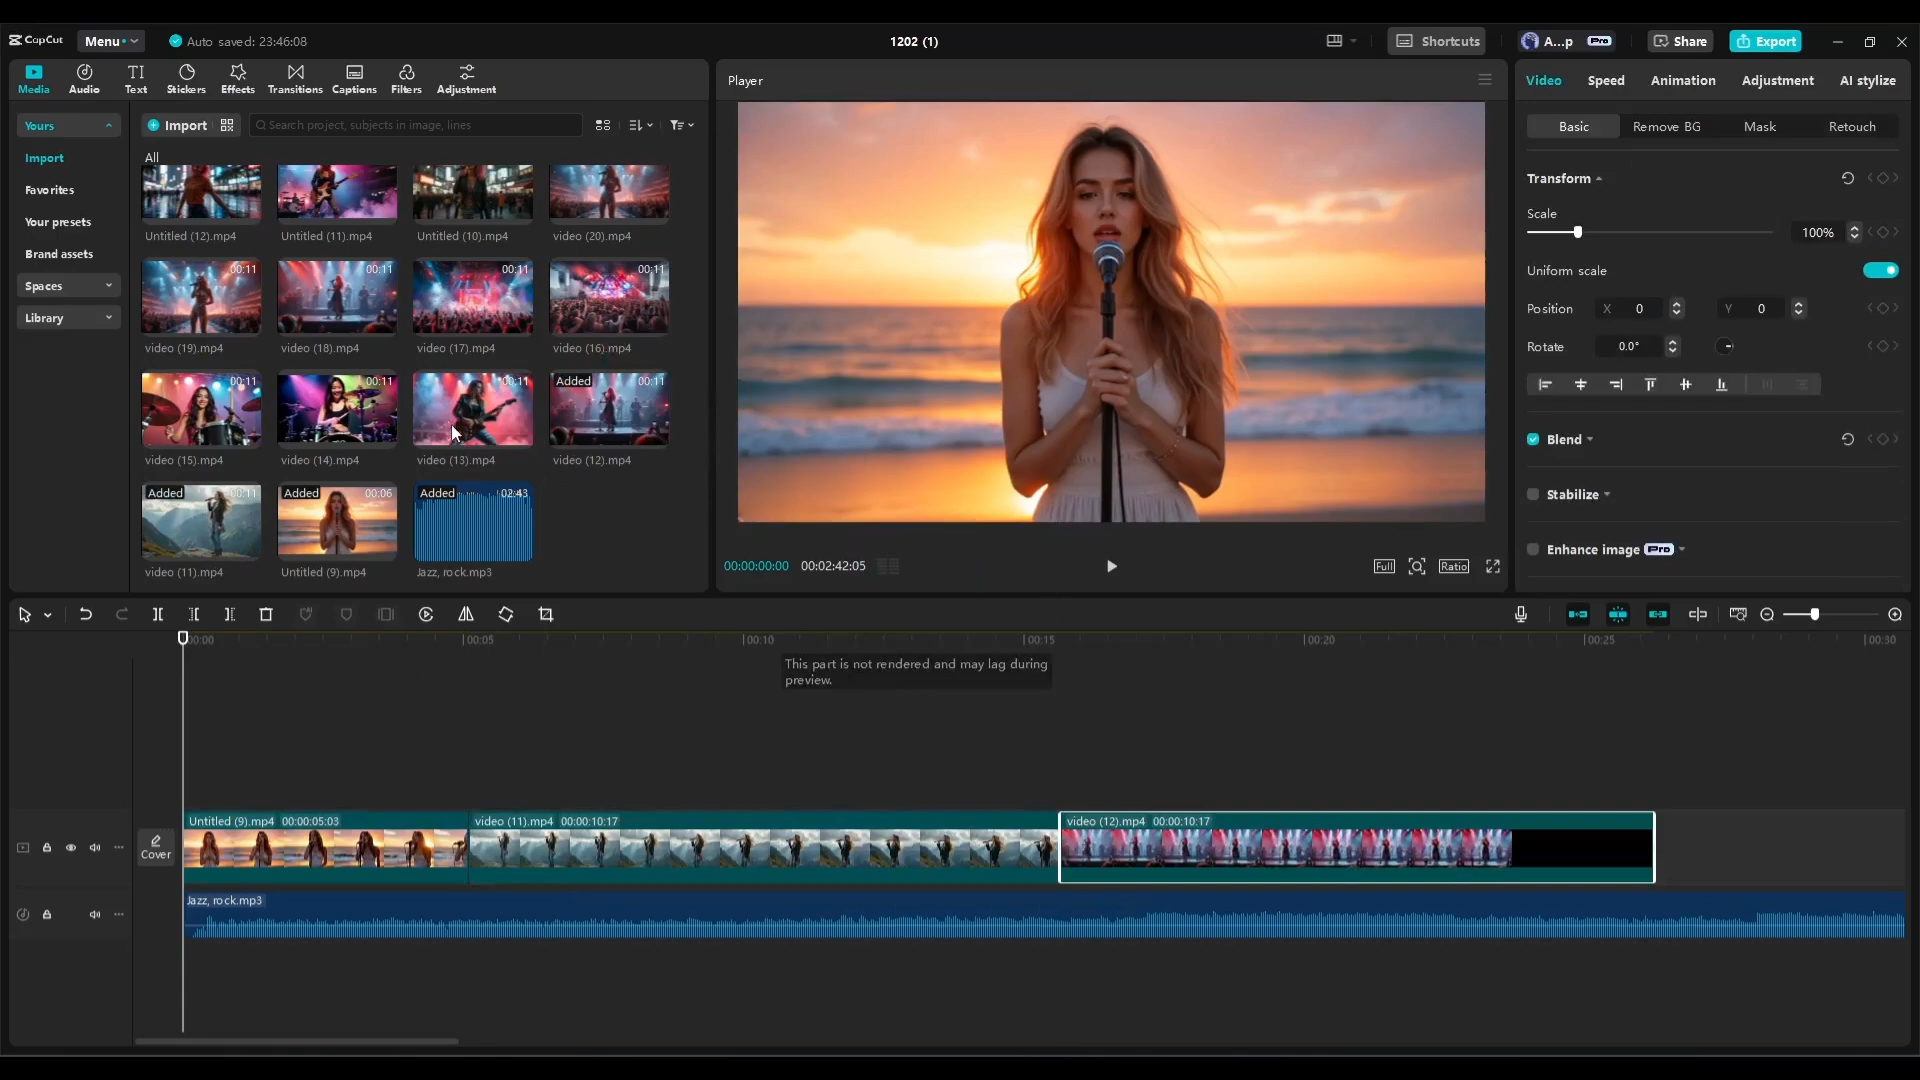 CapCut Menu Auto saved: 23:46:08 1202 (1) Shortcuts A...p Pro Share Export
Media Audio Text Stickers Effects Transitions Captions Filters Adjustment
Player
Video Speed Animation Adjustment AI stylize
Yours
Import
Favorites
Your presets
Brand assets
Spaces
Library
Import Search project, subjects in image, lines
All
Untitled (12).mp4 Untitled (11).mp4 Untitled (10).mp4 video (20).mp4
00:11 00:11 00:11 00:11
video (19).mp4 video (18).mp4 video (17).mp4 video (16).mp4
00:11 00:11 00:11 Added 00:11
video (15).mp4 video (14).mp4 video (13).mp4 video (12).mp4
Added 00:11 Added 00:06 Added 02:43
video (11).mp4 Untitled (9).mp4 Jazz, rock.mp3
00:00:00:00 00:02:42:05 Full Ratio
Basic Remove BG Mask Retouch
Transform
Scale
100%
Uniform scale
Position X 0 Y 0
Rotate 0.0°
Blend
Stabilize
Enhance image Pro
00:00 00:05 00:10 00:15 00:20 00:25 00:30
This part is not rendered and may lag during
preview.
Cover
Untitled (9).mp4 00:00:05:03 video (11).mp4 00:00:10:17 video (12).mp4 00:00:10:17
Jazz, rock.mp3